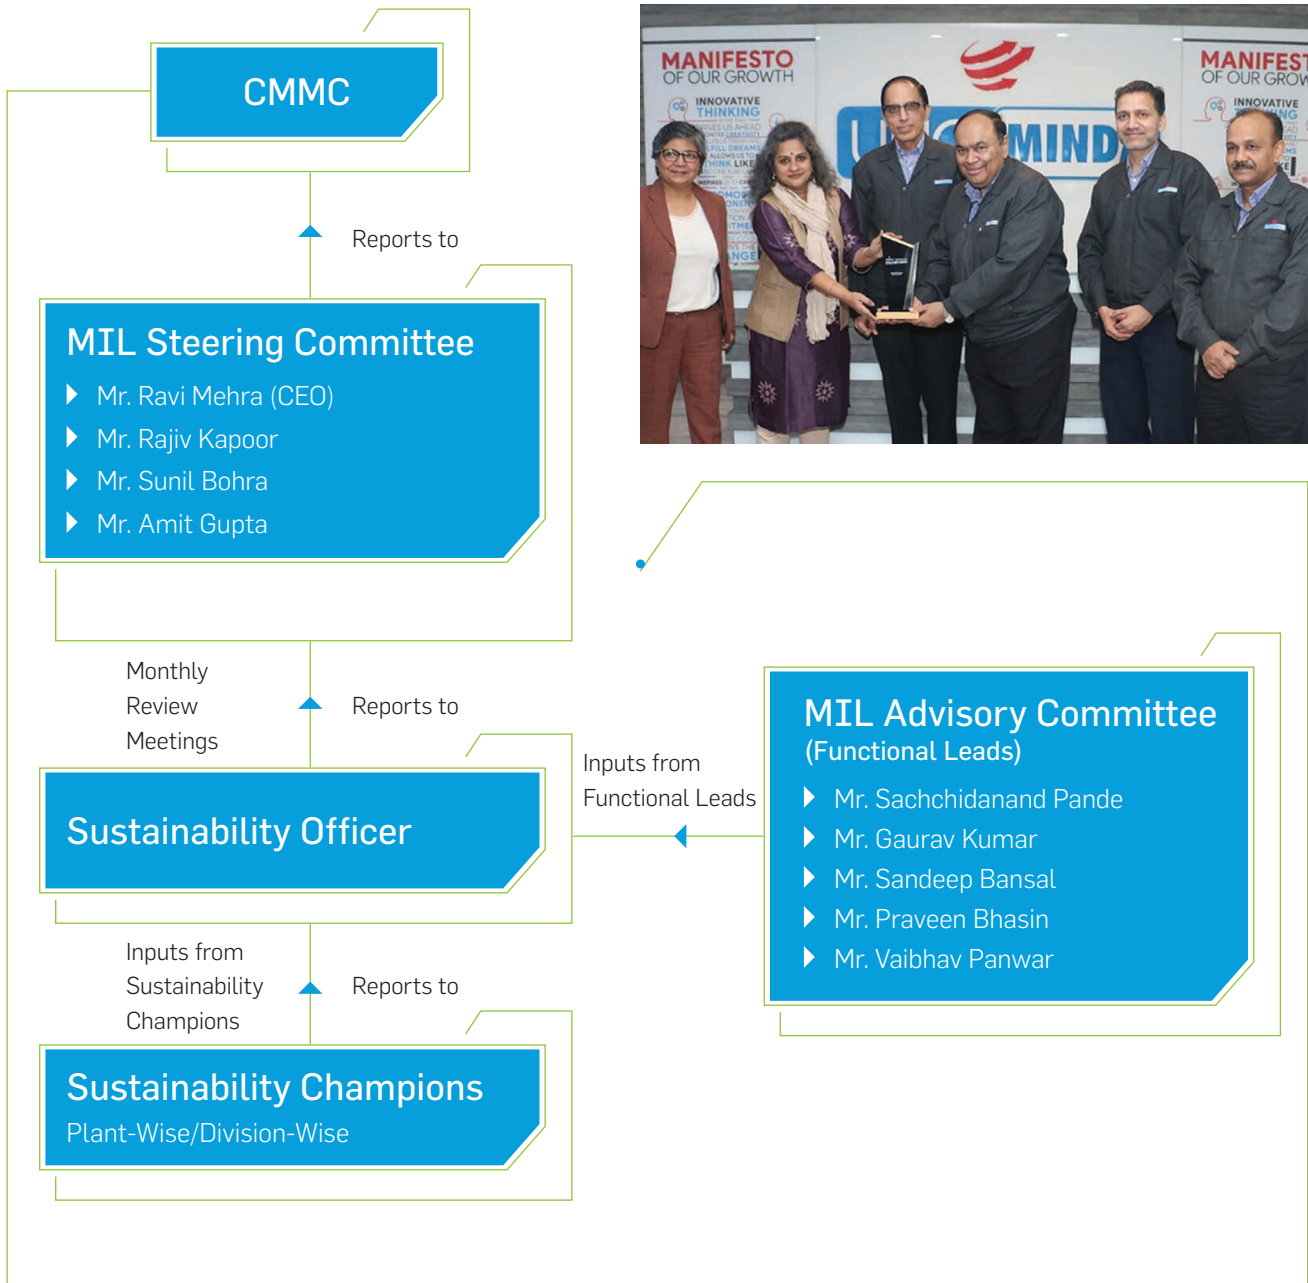 CMMC
Reports to
MIL Steering Committee
Mr. Ravi Mehra (CEO)
Mr. Rajiv Kapoor
Mr. Sunil Bohra
Mr. Amit Gupta
Monthly
Review
Meetings
Reports to
Sustainability Officer
Inputs from
Sustainability
Champions
Reports to
Sustainability Champions
Plant-Wise/Division-Wise
MANIFESTO
OF OUR GROWTH
INNOVATIVE
THINKING
THINK LIKE
MIND
MANIFEST
OF OUR GROW
INNOVATIVE
Inputs from
Functional Leads
MIL Advisory Committee
(Functional Leads)
Mr. Sachchidanand Pande
Mr. Gaurav Kumar
Mr. Sandeep Bansal
Mr. Praveen Bhasin
Mr. Vaibhav Panwar